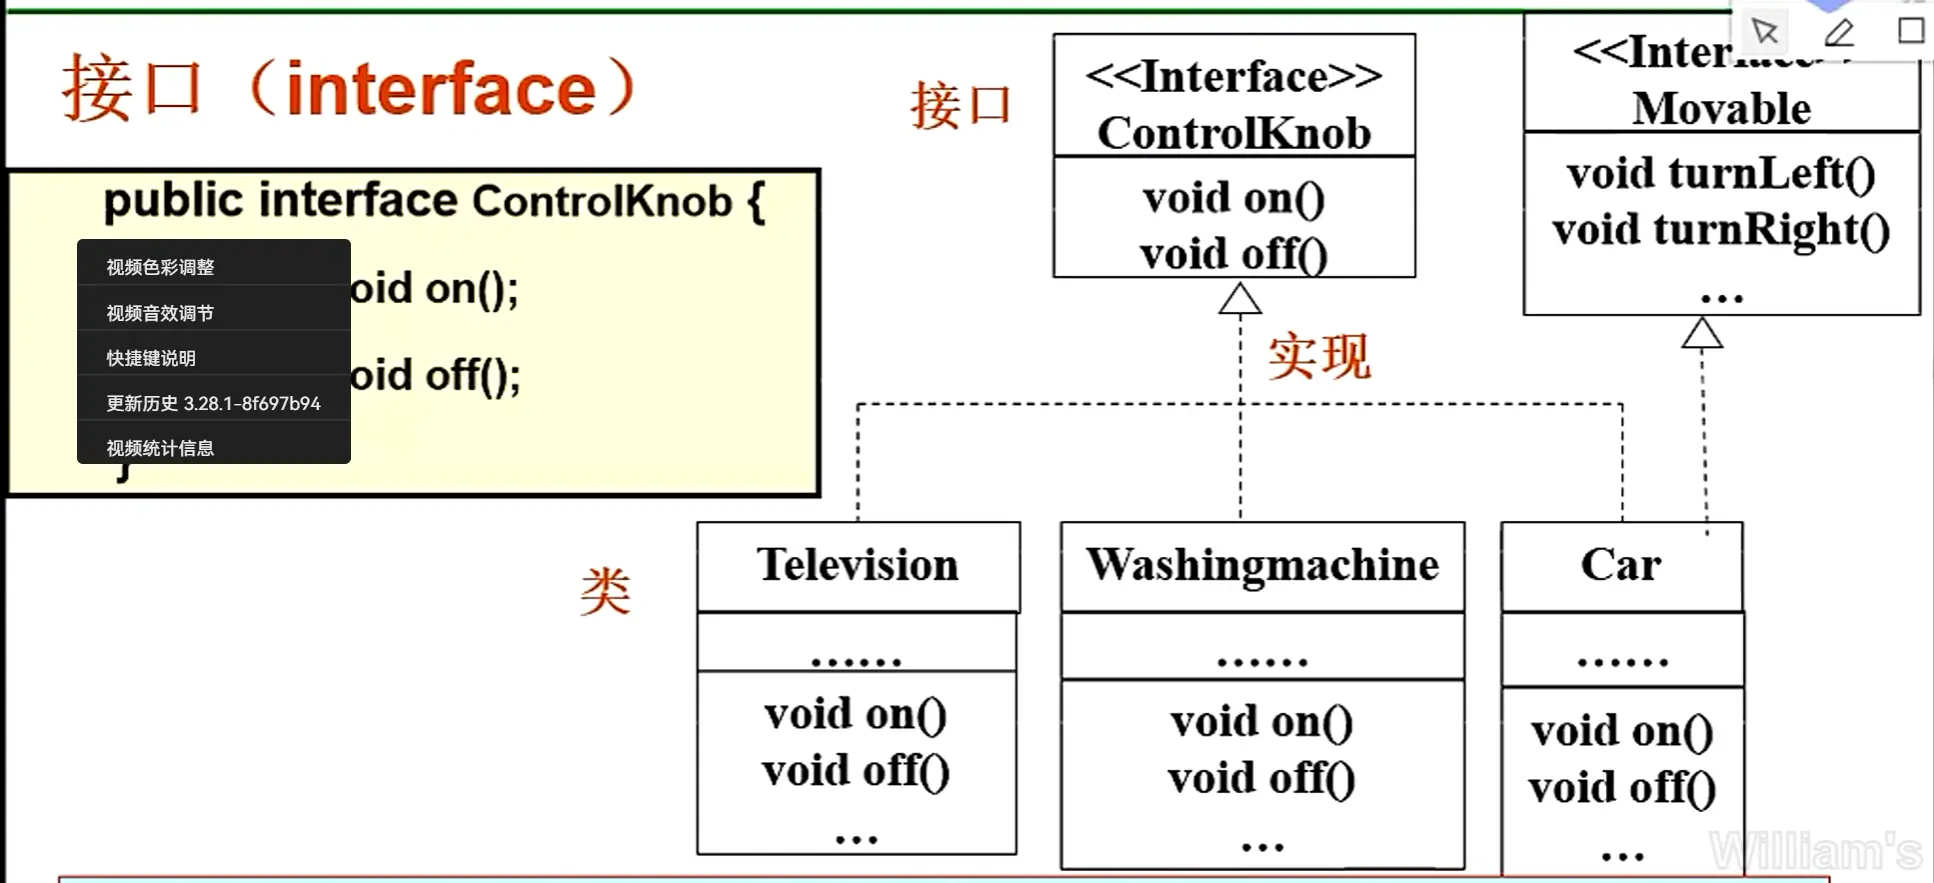 接口（interface）
public interface ControlKnob {
oid on();
oid off();
}
视频色彩调整
视频音效调节
快捷键说明
更新历史 3.28.1-8f697b94
视频统计信息
接口
<<Interface>>
ControlKnob
void on()
void off()
<<Interface>>
Movable
void turnLeft()
void turnRight()
...
实现
类
Television
......
void on()
void off()
...
Washingmachine
......
void on()
void off()
...
Car
......
void on()
void off()
...
William's